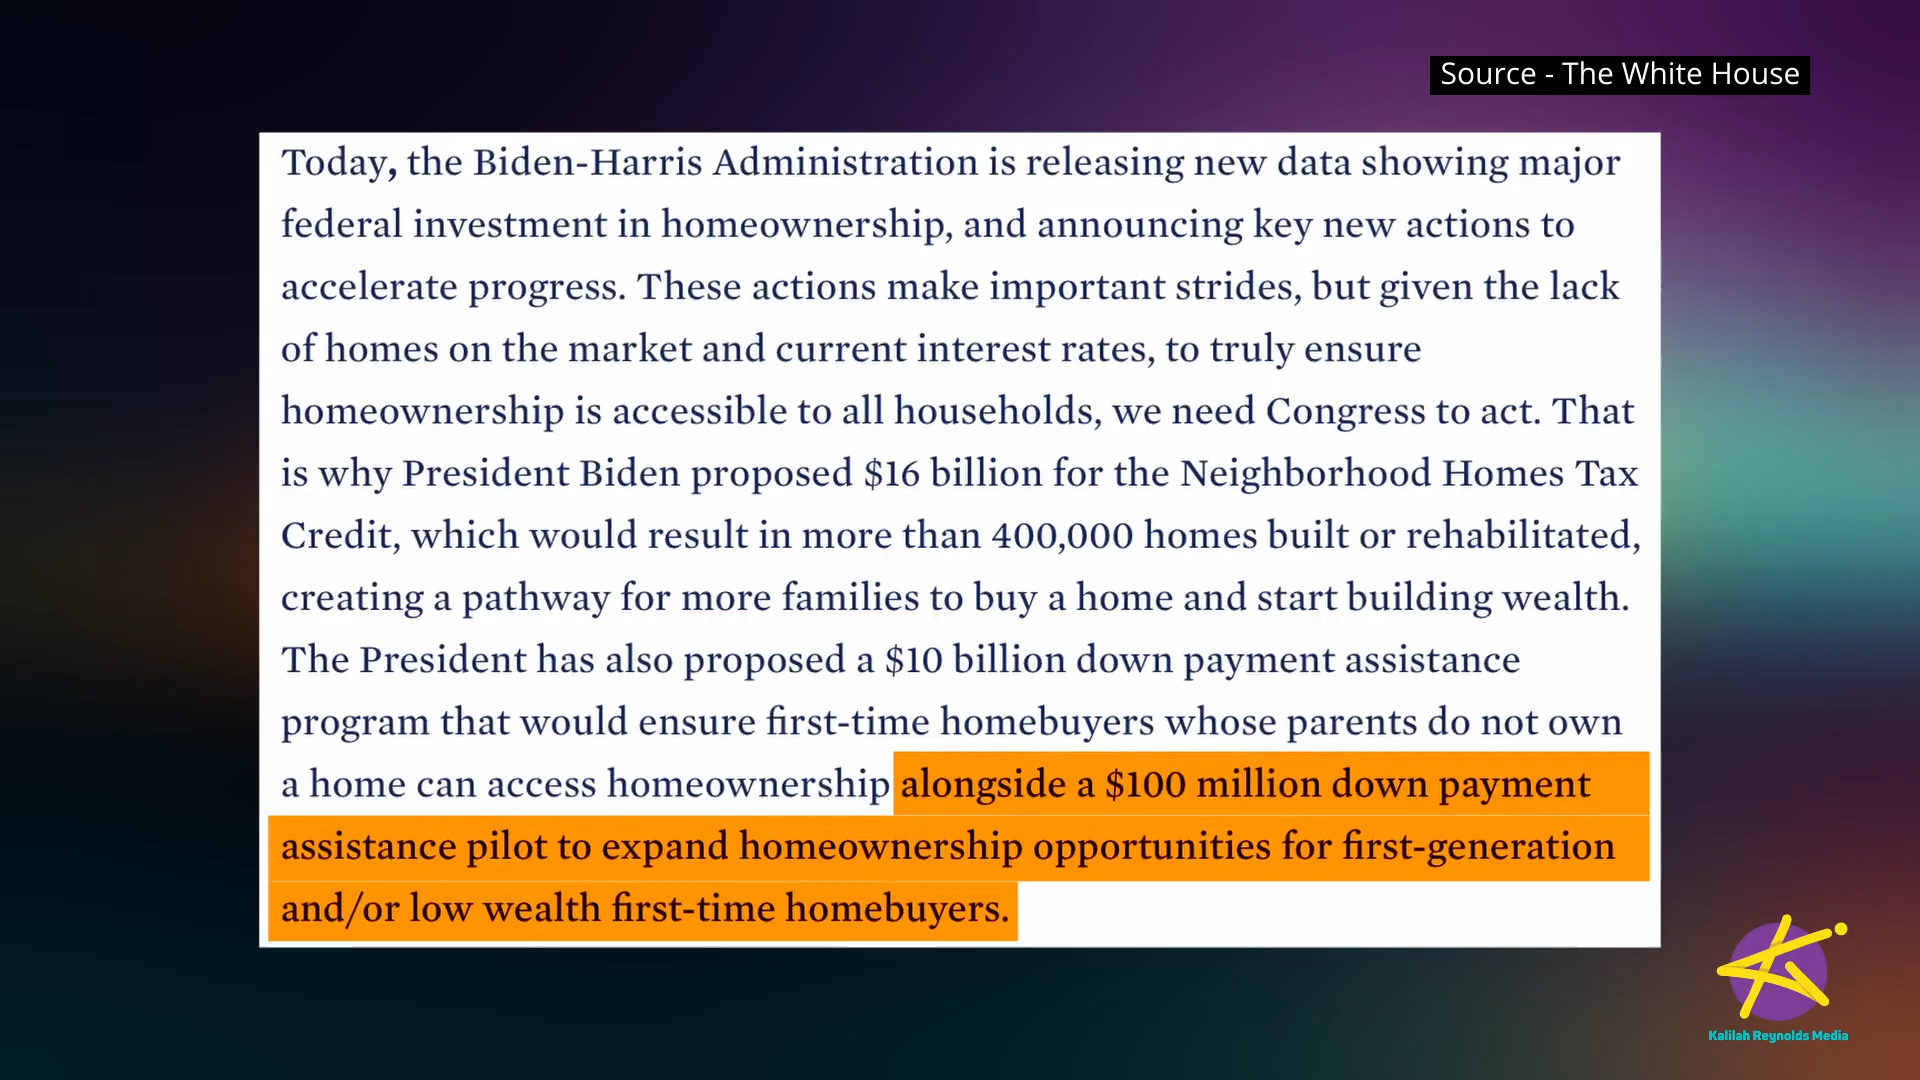 Source - The White House
Today, the Biden-Harris Administration is releasing new data showing major
federal investment in homeownership, and announcing key new actions to
accelerate progress. These actions make important strides, but given the lack
of homes on the market and current interest rates, to truly ensure
homeownership is accessible to all households, we need Congress to act. That
is why President Biden proposed $16 billion for the Neighborhood Homes Tax
Credit, which would result in more than 400,000 homes built or rehabilitated,
creating a pathway for more families to buy a home and start building wealth.
The President has also proposed a $10 billion down payment assistance
program that would ensure first-time homebuyers whose parents do not own
a home can access homeownership alongside a $100 million down payment
assistance pilot to expand homeownership opportunities for first-generation
and/or low wealth first-time homebuyers.
Kalilah Reynolds Media